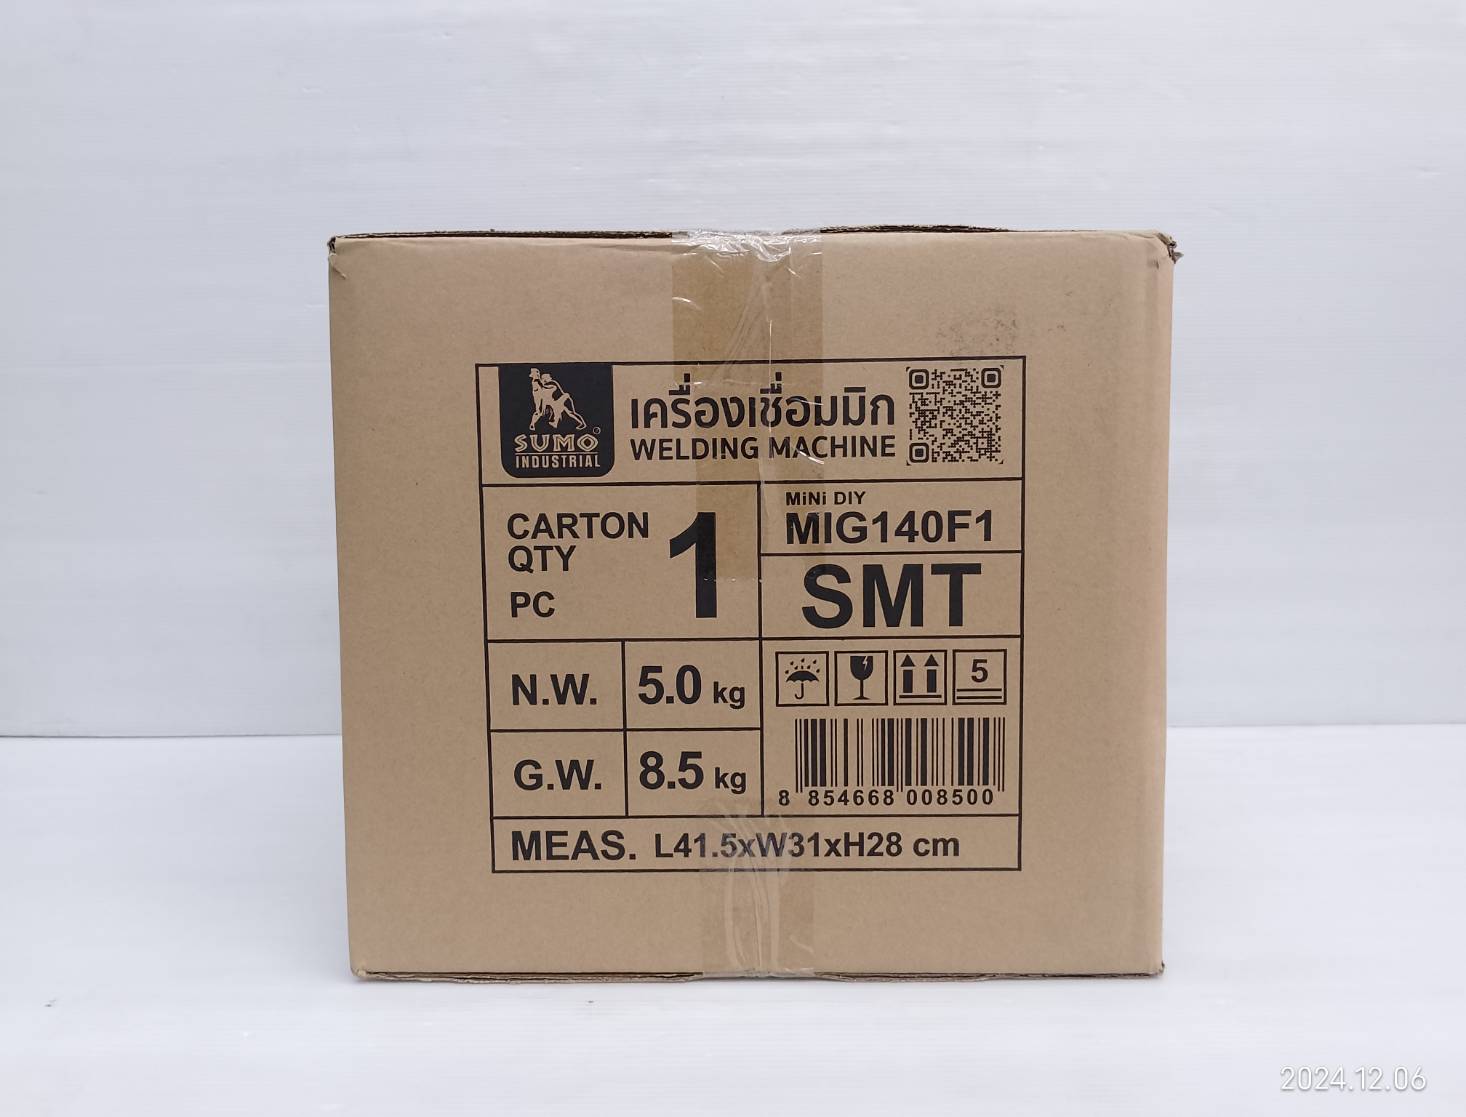 SUMO
INDUSTRIAL
เครื่องเชื่อมมิก
WELDING MACHINE
CARTON
QTY
PC
1
MiNi DIY
MIG140F1
SMT
N.W. 5.0 kg
G.W. 8.5 kg
5
8 854668 008500
MEAS. L41.5xW31xH28 cm
2024.12.06